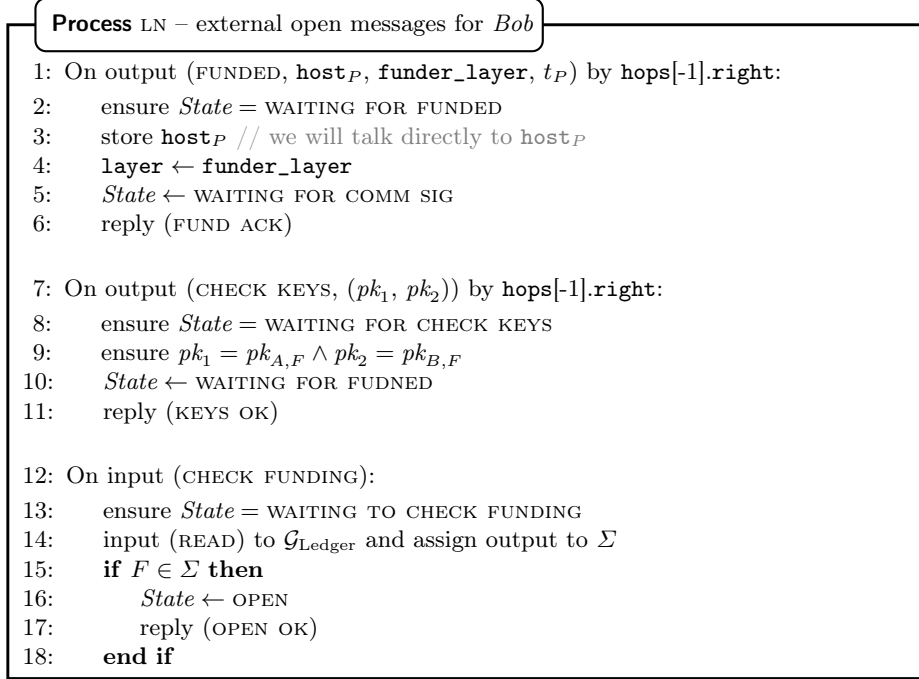 Process LN – external open messages for Bob
1: On output (FUNDED, host_P, funder_layer, t_P) by hops[-1].right:
2: ensure State = WAITING FOR FUNDED
3: store host_P // we will talk directly to host_P
4: layer ← funder_layer
5: State ← WAITING FOR COMM SIG
6: reply (FUND ACK)
7: On output (CHECK KEYS, (pk_1, pk_2)) by hops[-1].right:
8: ensure State = WAITING FOR CHECK KEYS
9: ensure pk_1 = pk_{A,F} ∧ pk_2 = pk_{B,F}
10: State ← WAITING FOR FUDNED
11: reply (KEYS OK)
12: On input (CHECK FUNDING):
13: ensure State = WAITING TO CHECK FUNDING
14: input (READ) to 𝒢_Ledger and assign output to Σ
15: if F ∈ Σ then
16: State ← OPEN
17: reply (OPEN OK)
18: end if